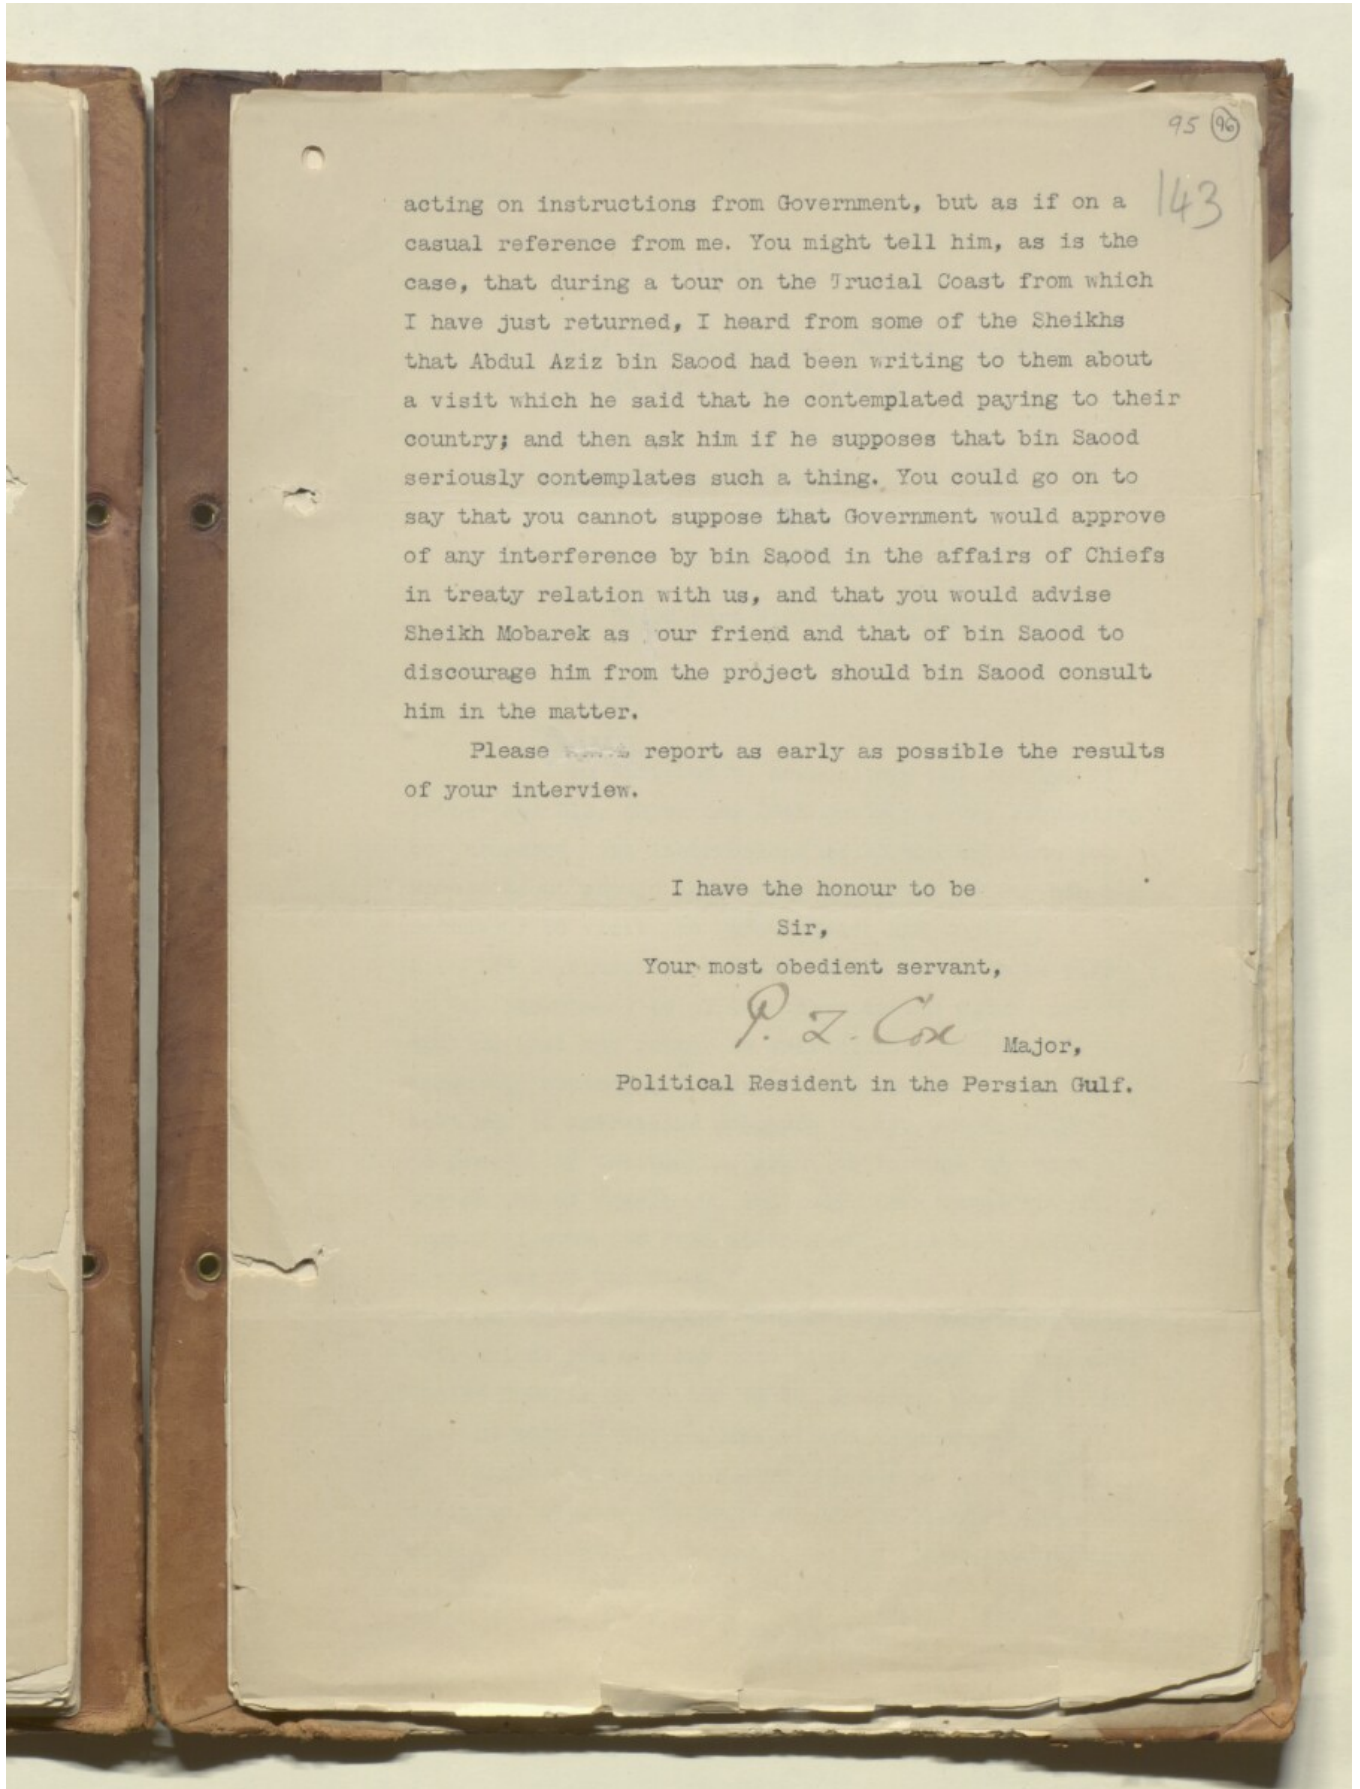 95 96
143
acting on instructions from Government, but as if on a
casual reference from me. You might tell him, as is the
case, that during a tour on the Trucial Coast from which
I have just returned, I heard from some of the Sheikhs
that Abdul Aziz bin Saood had been writing to them about
a visit which he said that he contemplated paying to their
country; and then ask him if he supposes that bin Saood
seriously contemplates such a thing. You could go on to
say that you cannot suppose that Government would approve
of any interference by bin Saood in the affairs of Chiefs
in treaty relation with us, and that you would advise
Sheikh Mobarek as our friend and that of bin Saood to
discourage him from the project should bin Saood consult
him in the matter.
Please report as early as possible the results
of your interview.
I have the honour to be
Sir,
Your most obedient servant,
P. Z. Cox Major,
Political Resident in the Persian Gulf.